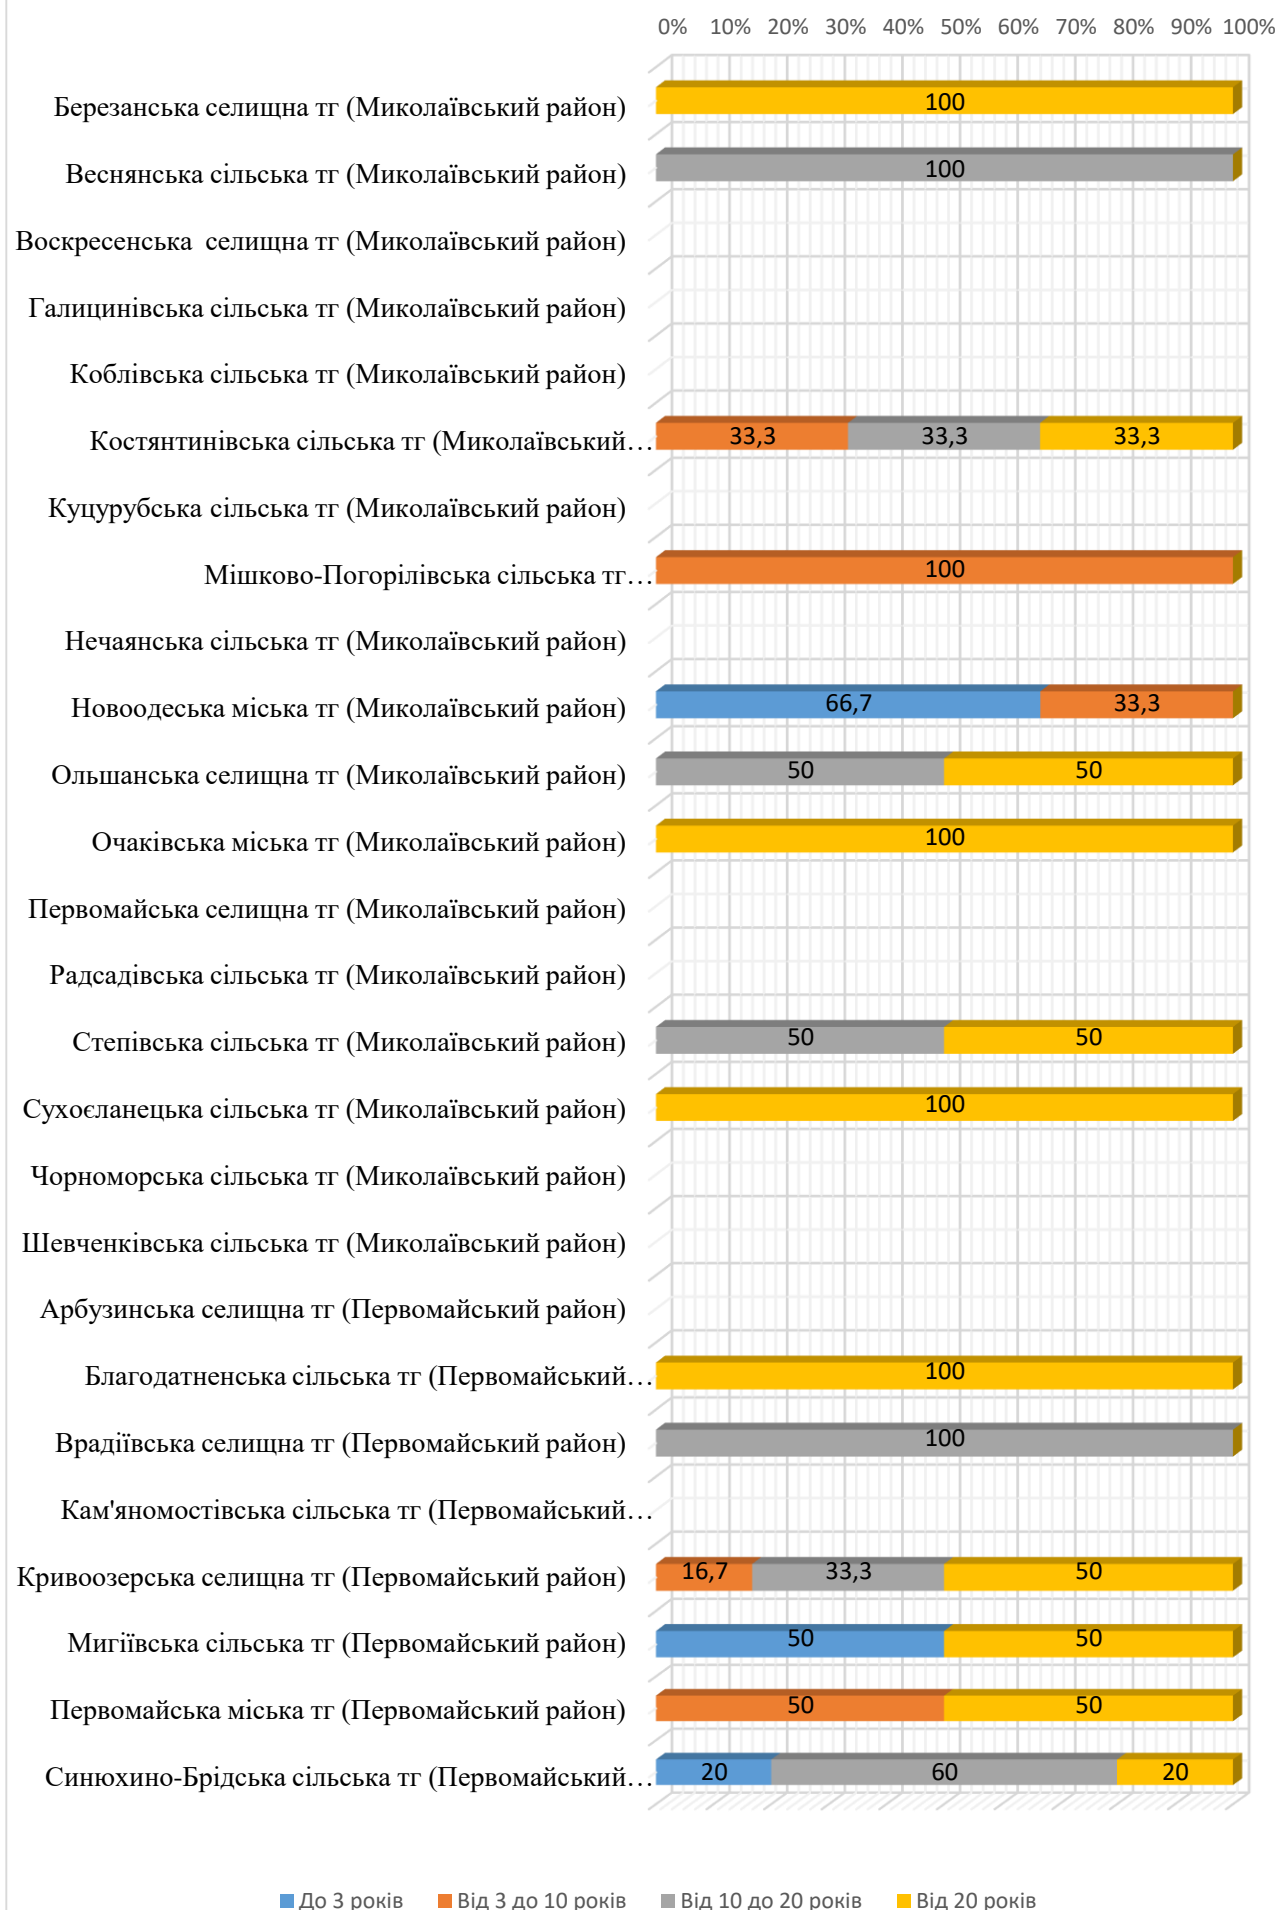 0% 10% 20% 30% 40% 50% 60% 70% 80% 90% 100%
Березанська селищна тг (Миколаївський район) 100
Веснянська сільська тг (Миколаївський район) 100
Воскресенська селищна тг (Миколаївський район)
Галицинівська сільська тг (Миколаївський район)
Коблівська сільська тг (Миколаївський район)
Костянтинівська сільська тг (Миколаївський… 33,3 33,3 33,3
Куцурубська сільська тг (Миколаївський район)
Мішково-Погорілівська сільська тг… 100
Нечаянська сільська тг (Миколаївський район)
Новоодеська міська тг (Миколаївський район) 66,7 33,3
Ольшанська селищна тг (Миколаївський район) 50 50
Очаківська міська тг (Миколаївський район) 100
Первомайська селищна тг (Миколаївський район)
Радсадівська сільська тг (Миколаївський район)
Степівська сільська тг (Миколаївський район) 50 50
Сухоєланецька сільська тг (Миколаївський район) 100
Чорноморська сільська тг (Миколаївський район)
Шевченківська сільська тг (Миколаївський район)
Арбузинська селищна тг (Первомайський район)
Благодатненська сільська тг (Первомайський… 100
Врадіївська селищна тг (Первомайський район) 100
Кам'яномостівська сільська тг (Первомайський…
Кривоозерська селищна тг (Первомайський район) 16,7 33,3 50
Мигіївська сільська тг (Первомайський район) 50 50
Первомайська міська тг (Первомайський район) 50 50
Синюхино-Брідська сільська тг (Первомайський… 20 60 20
До 3 років Від 3 до 10 років Від 10 до 20 років Від 20 років